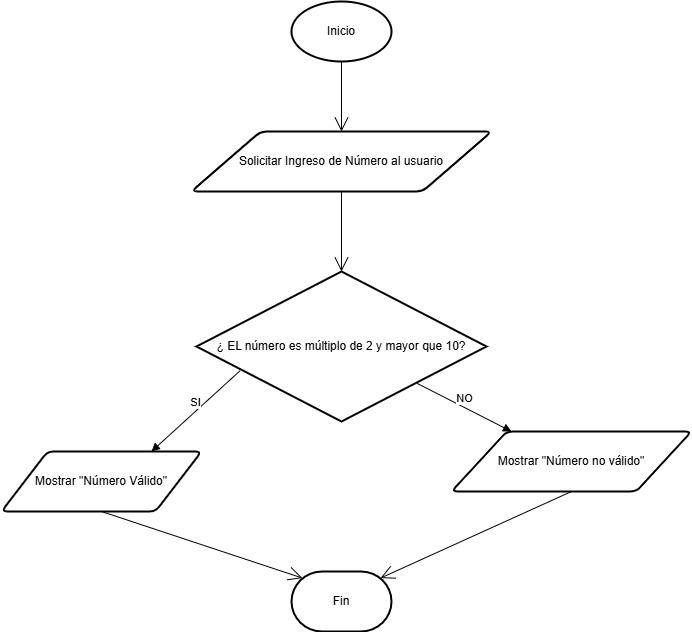 Inicio
Solicitar Ingreso de Número al usuario
¿ EL número es múltiplo de 2 y mayor que 10?
SI
NO
Mostrar "Número Válido"
Mostrar "Número no válido"
Fin